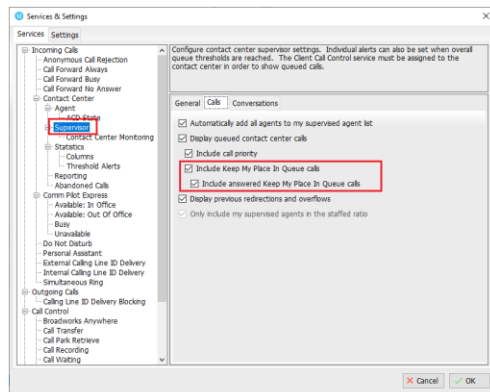 Services & Settings
Services Settings
Incoming Calls
Anonymous Call Rejection
Call Forward Always
Call Forward Busy
Call Forward No Answer
Contact Center
Agent
ACD State
Supervisor
Contact Center Monitoring
Statistics
Columns
Threshold Alerts
Reporting
Abandoned Calls
Comm Pilot Express
Available: In Office
Available: Out Of Office
Busy
Unavailable
Do Not Disturb
Personal Assistant
External Calling Line ID Delivery
Internal Calling Line ID Delivery
Simultaneous Ring
Outgoing Calls
Calling Line ID Delivery Blocking
Call Control
Broadworks Anywhere
Call Transfer
Call Park Retrieve
Call Recording
Call Waiting
Configure contact center supervisor settings. Individual alerts can also be set when overall
queue thresholds are reached. The Client Call Control service must be assigned to the
contact center in order to show queued calls.
General Calls Conversations
Automatically add all agents to my supervised agent list
Display queued contact center calls
Include call priority
Include Keep My Place In Queue calls
Include answered Keep My Place In Queue calls
Display previous redirections and overflows
Only include my supervised agents in the staffed ratio
Cancel OK